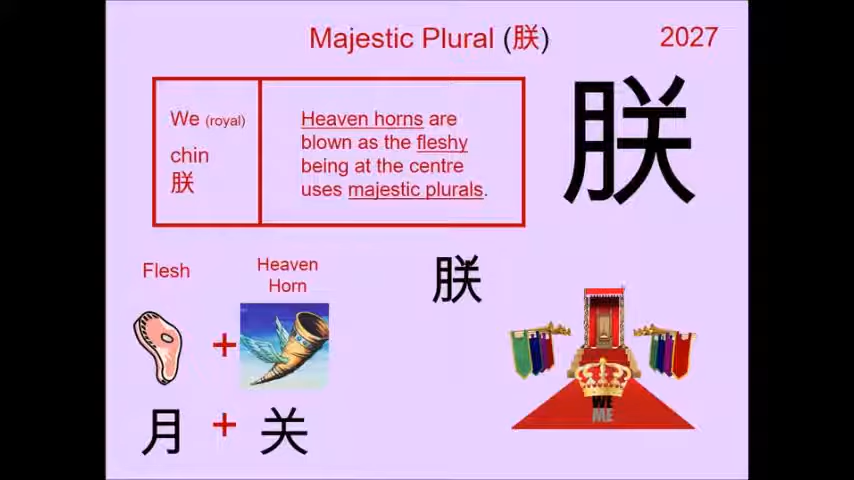 Majestic Plural (朕)
2027
We (royal)
chin
朕
Heaven horns are
blown as the fleshy
being at the centre
uses majestic plurals.
朕
Flesh
Heaven
Horn
朕
+
月 + 关
WE
ME